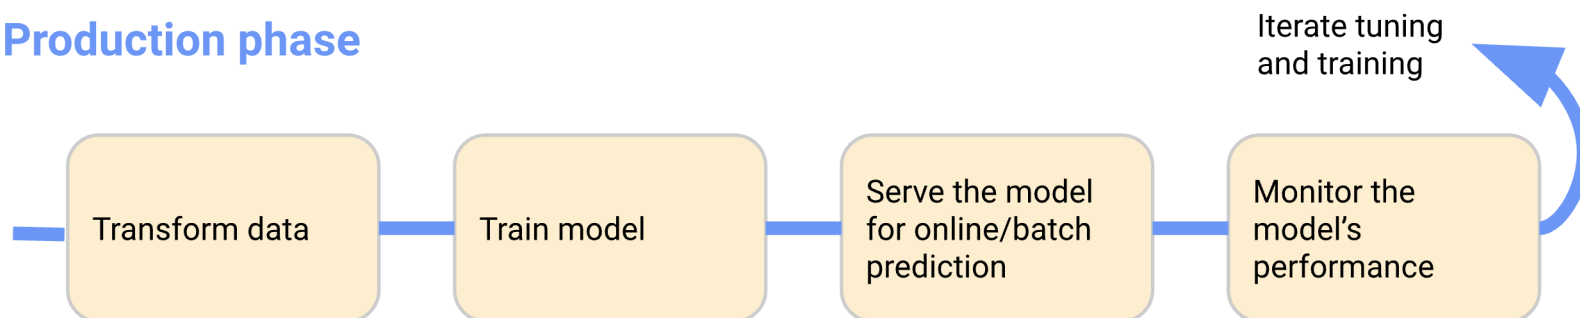 Production phase
Iterate tuning
and training
Transform data
Train model
Serve the model
for online/batch
prediction
Monitor the
model’s
performance